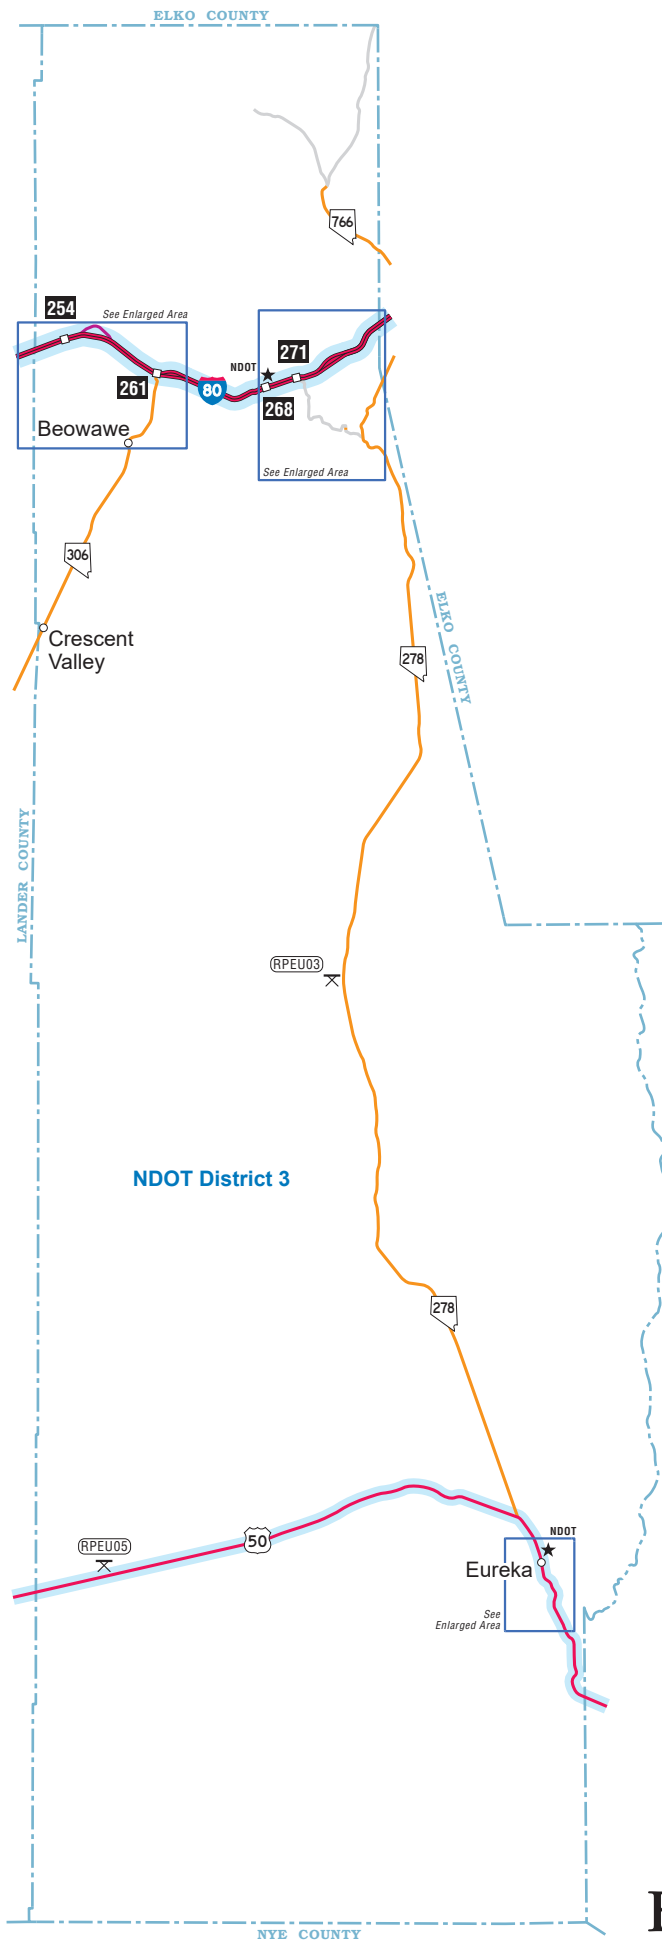 ELKO COUNTY
766
254
See Enlarged Area
NDOT
271
261
80
268
Beowawe
See Enlarged Area
306
ELKO COUNTY
Crescent
Valley
278
LANDER COUNTY
RPEU03
NDOT District 3
278
RPEU05
50
NDOT
Eureka
See
Enlarged Area
NYE COUNTY